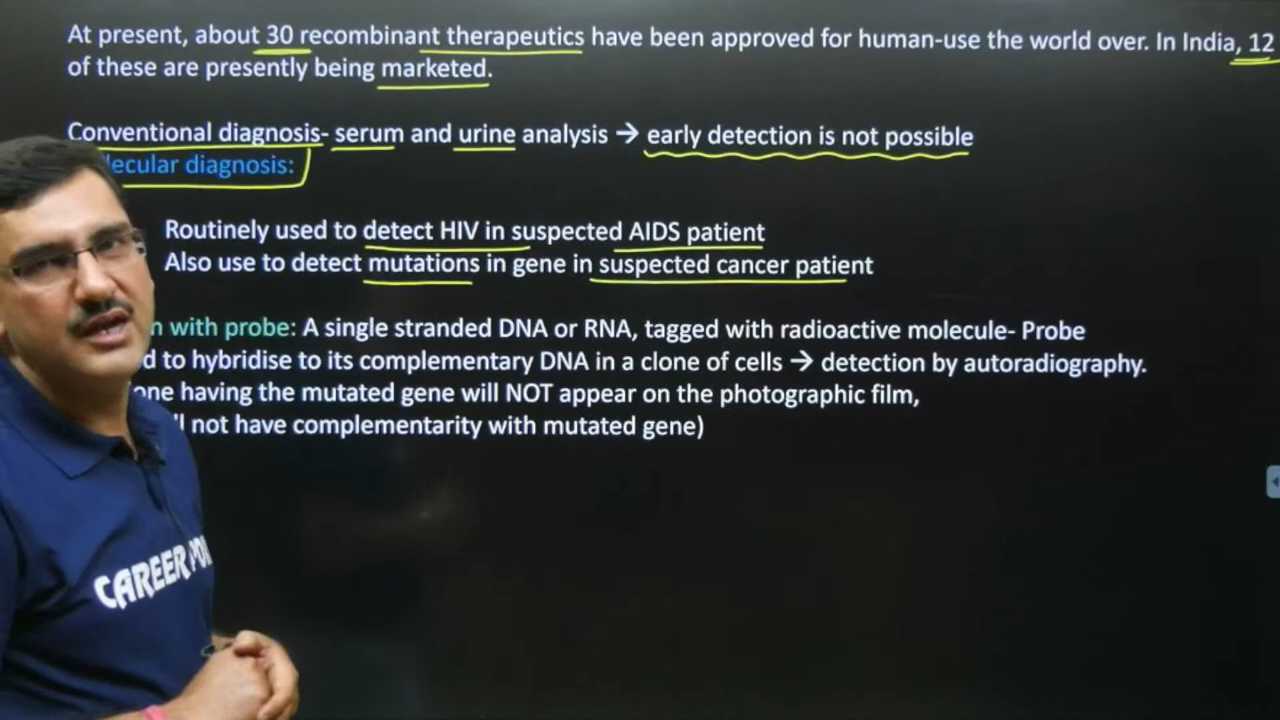 At present, about 30 recombinant therapeutics have been approved for human-use the world over. In India, 12
of these are presently being marketed.
Conventional diagnosis- serum and urine analysis → early detection is not possible
lecular diagnosis:
Routinely used to detect HIV in suspected AIDS patient
Also use to detect mutations in gene in suspected cancer patient
n with probe: A single stranded DNA or RNA, tagged with radioactive molecule- Probe
d to hybridise to its complementary DNA in a clone of cells → detection by autoradiography.
one having the mutated gene will NOT appear on the photographic film,
ll not have complementarity with mutated gene)
CAREER PO